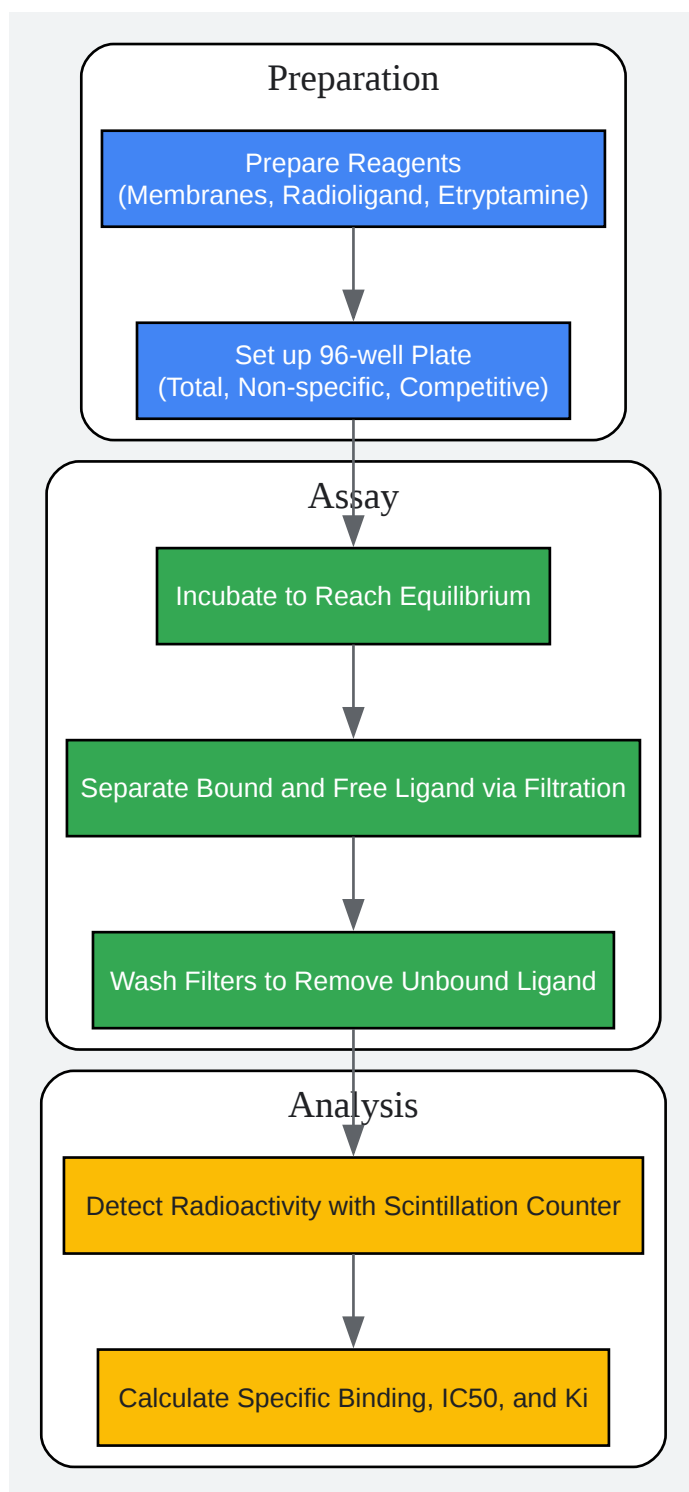 Preparation
Prepare Reagents
(Membranes, Radioligand, Etryptamine)
Set up 96-well Plate
(Total, Non-specific, Competitive)
Assay
Incubate to Reach Equilibrium
Separate Bound and Free Ligand via Filtration
Wash Filters to Remove Unbound Ligand
Analysis
Detect Radioactivity with Scintillation Counter
Calculate Specific Binding, IC50, and Ki